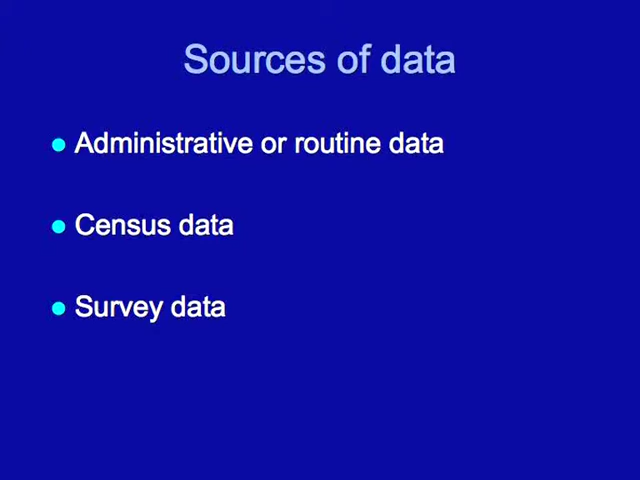 Sources of data
Administrative or routine data
Census data
Survey data